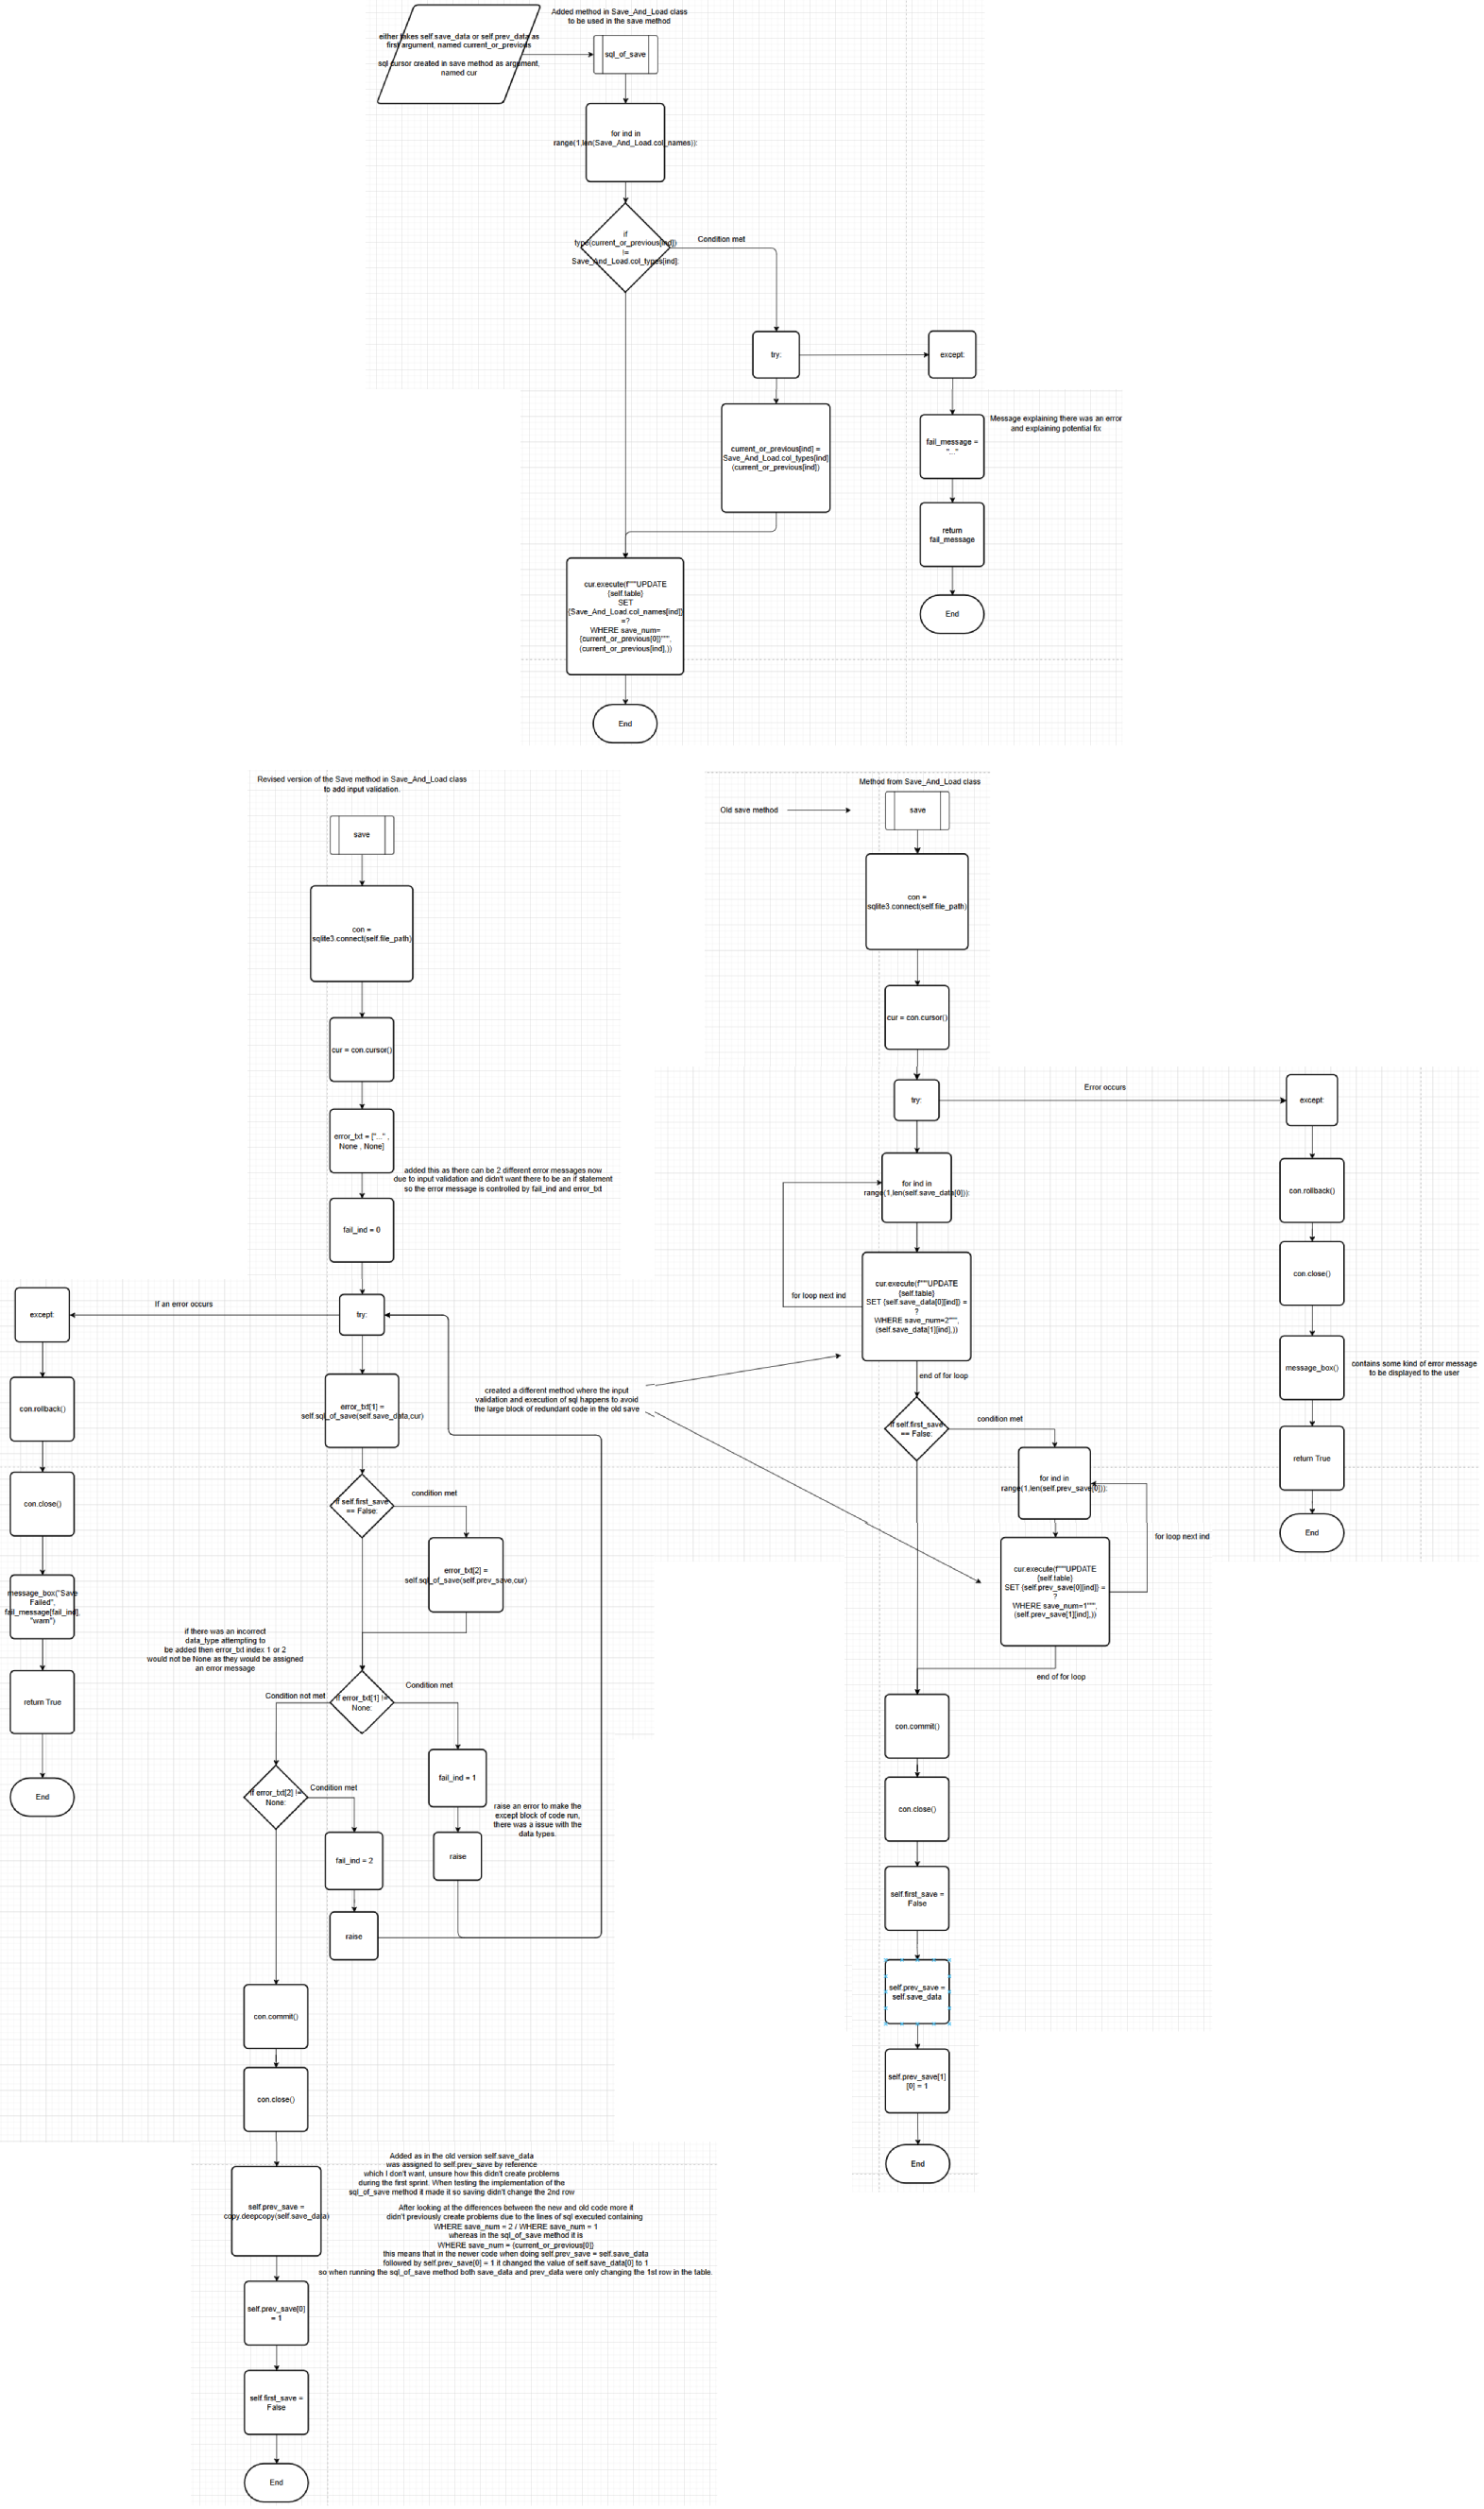 Added method in Save_And_Load class
to be used in the save method
either takes self.save_data or self.prev_data as
first argument, named current_or_previous
sql cursor created in save method as argument,
named cur
sql_of_save
for ind in
range(1,len(Save_And_Load.col_names)):
if
type(current_or_previous[ind])
!=
Save_And_Load.col_types[ind]:
Condition met
try:
except:
current_or_previous[ind] =
Save_And_Load.col_types[ind]
(current_or_previous[ind])
fail_message =
"..."
Message explaining there was an error
and explaining potential fix
return
fail_message
End
cur.execute(f"""UPDATE
{self.table}
SET
{Save_And_Load.col_names[ind]}
=?
WHERE save_num=
{current_or_previous[0]}""",
(current_or_previous[ind],))
End
Revised version of the Save method in Save_And_Load class
to add input validation.
save
con =
sqlite3.connect(self.file_path)
cur = con.cursor()
error_txt = ["..." ,
None , None]
added this as there can be 2 different error messages now
due to input validation and didn't want there to be an if statement
so the error message is controlled by fail_ind and error_txt
fail_ind = 0
try:
If an error occurs
except:
con.rollback()
con.close()
message_box("Save
Failed",
fail_message[fail_ind],
"warn")
return True
End
error_txt[1] =
self.sql_of_save(self.save_data,cur)
if self.first_save
== False:
condition met
error_txt[2] =
self.sql_of_save(self.prev_save,cur)
if there was an incorrect
data_type attempting to
be added then error_txt index 1 or 2
would not be None as they would be assigned
an error message
if error_txt[1] !=
None:
Condition not met
Condition met
fail_ind = 1
raise
raise an error to make the
except block of code run,
there was a issue with the
data types.
if error_txt[2] !=
None:
Condition met
fail_ind = 2
raise
con.commit()
con.close()
self.prev_save =
copy.deepcopy(self.save_data)
Added as in the old version self.save_data
was assigned to self.prev_save by reference
which I don't want, unsure how this didn't create problems
during the first sprint. When testing the implementation of the
sql_of_save method it made it so saving didn't change the 2nd row
After looking at the differences between the new and old code more it
didn't previously create problems due to the lines of sql executed containing
WHERE save_num = 2 / WHERE save_num = 1
whereas in the sql_of_save method it is
WHERE save_num = {current_or_previous[0]}
this means that in the newer code when doing self.prev_save = self.save_data
followed by self.prev_save[0] = 1 it changed the value of self.save_data[0] to 1
so when running the sql_of_save method both save_data and prev_data were only changing the 1st row in the table.
self.prev_save[0]
= 1
self.first_save =
False
End
Method from Save_And_Load class
Old save method
save
con =
sqlite3.connect(self.file_path)
cur = con.cursor()
try:
Error occurs
except:
con.rollback()
con.close()
message_box()
contains some kind of error message
to be displayed to the user
return True
End
for ind in
range(1,len(self.save_data[0])):
for loop next ind
cur.execute(f"""UPDATE
{self.table}
SET {self.save_data[0][ind]} =
?
WHERE save_num=2""",
(self.save_data[1][ind],))
end of for loop
created a different method where the input
validation and execution of sql happens to avoid
the large block of redundant code in the old save
if self.first_save
== False:
condition met
for ind in
range(1,len(self.prev_save[0])):
for loop next ind
cur.execute(f"""UPDATE
{self.table}
SET {self.prev_save[0][ind]} =
?
WHERE save_num=1""",
(self.prev_save[1][ind],))
end of for loop
con.commit()
con.close()
self.first_save =
False
self.prev_save =
self.save_data
self.prev_save[1]
[0] = 1
End